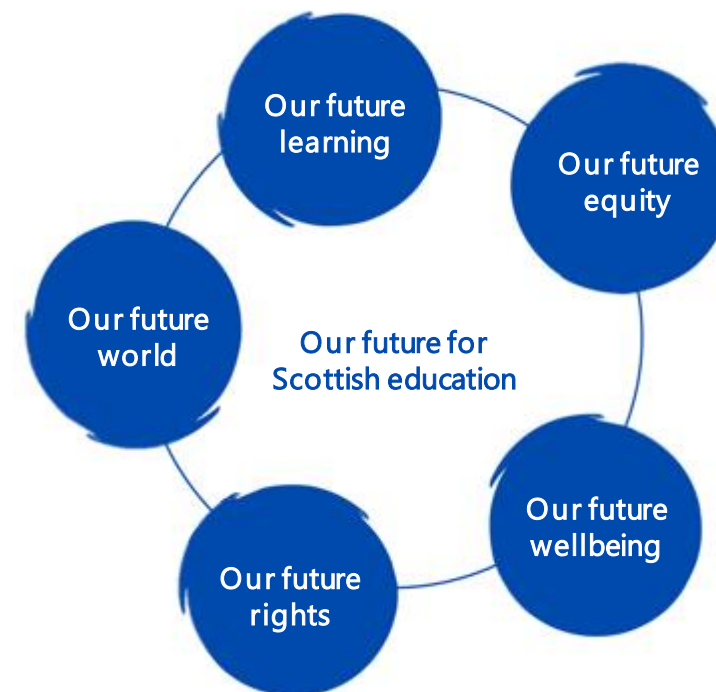 Our future
learning
Our future
equity
Our future
world
Our future for
Scottish education
Our future
wellbeing
Our future
rights